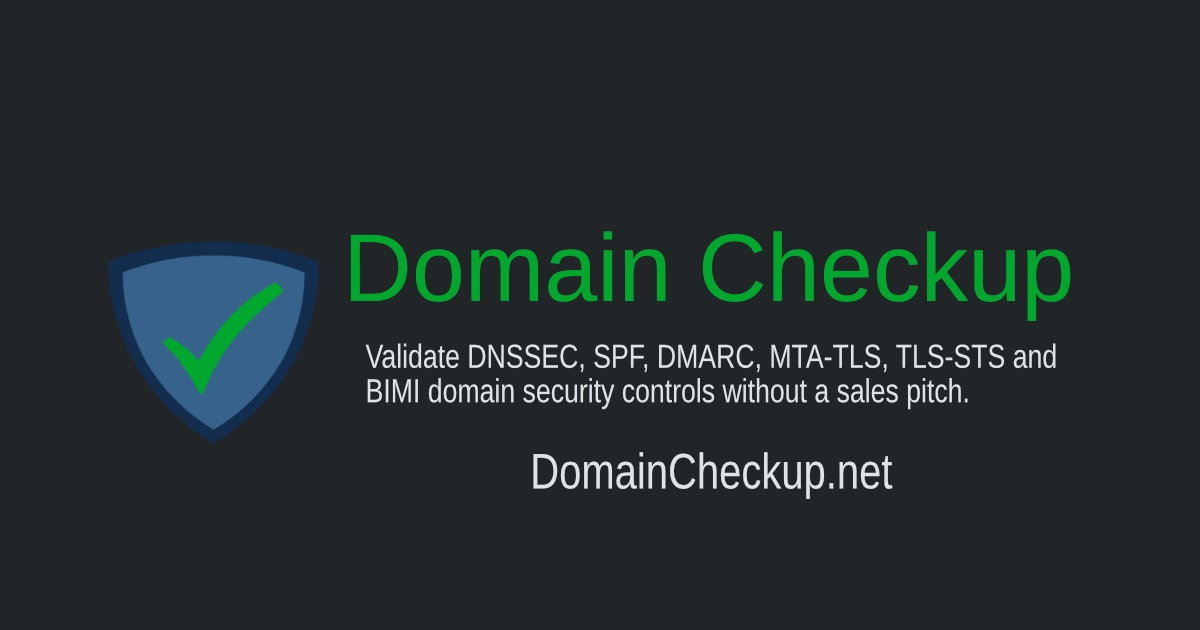 Domain Checkup
Validate DNSSEC, SPF, DMARC, MTA-TLS, TLS-STS and
BIMI domain security controls without a sales pitch.
DomainCheckup.net